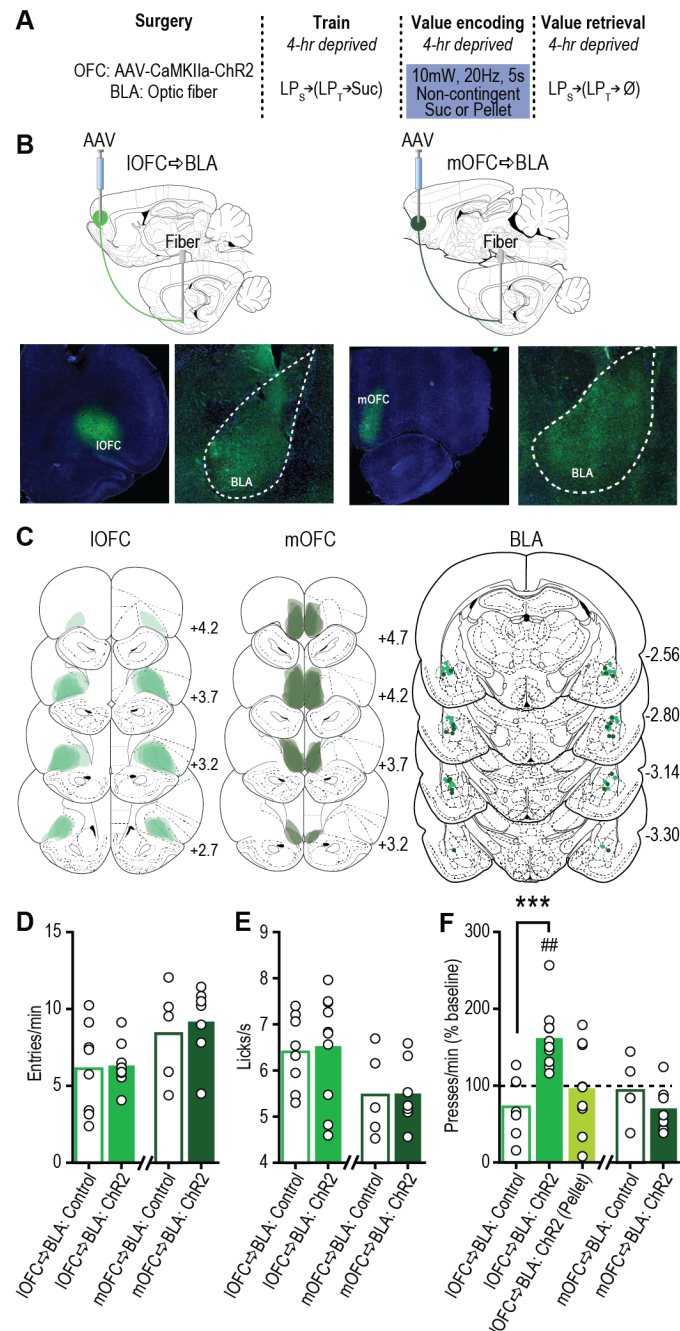 A
Surgery
Train
Value encoding
Value retrieval
4-hr deprived
4-hr deprived
4-hr deprived
OFC: AAV-CaMKIIa-ChR2
BLA: Optic fiber
LPS→(LPT→Suc)
10mW, 20Hz, 5s
Non-contingent
Suc or Pellet
LPS→(LPT→ Ø)
B
AAV
lOFC⇨BLA
Fiber
AAV
mOFC⇨BLA
Fiber
lOFC
BLA
mOFC
BLA
C
lOFC
mOFC
BLA
+4.2
+3.7
+3.2
+2.7
+4.7
+4.2
+3.7
+3.2
-2.56
-2.80
-3.14
-3.30
D
Entries/min
15
10
5
0
lOFC⇨BLA: Control
lOFC⇨BLA: ChR2
mOFC⇨BLA: Control
mOFC⇨BLA: ChR2
E
Licks/s
9
8
7
6
5
4
lOFC⇨BLA: Control
lOFC⇨BLA: ChR2
mOFC⇨BLA: Control
mOFC⇨BLA: ChR2
F
***
##
Presses/min (% baseline)
300
200
150
100
50
0
lOFC⇨BLA: Control
lOFC⇨BLA: ChR2
lOFC⇨BLA: ChR2 (Pellet)
mOFC⇨BLA: Control
mOFC⇨BLA: ChR2